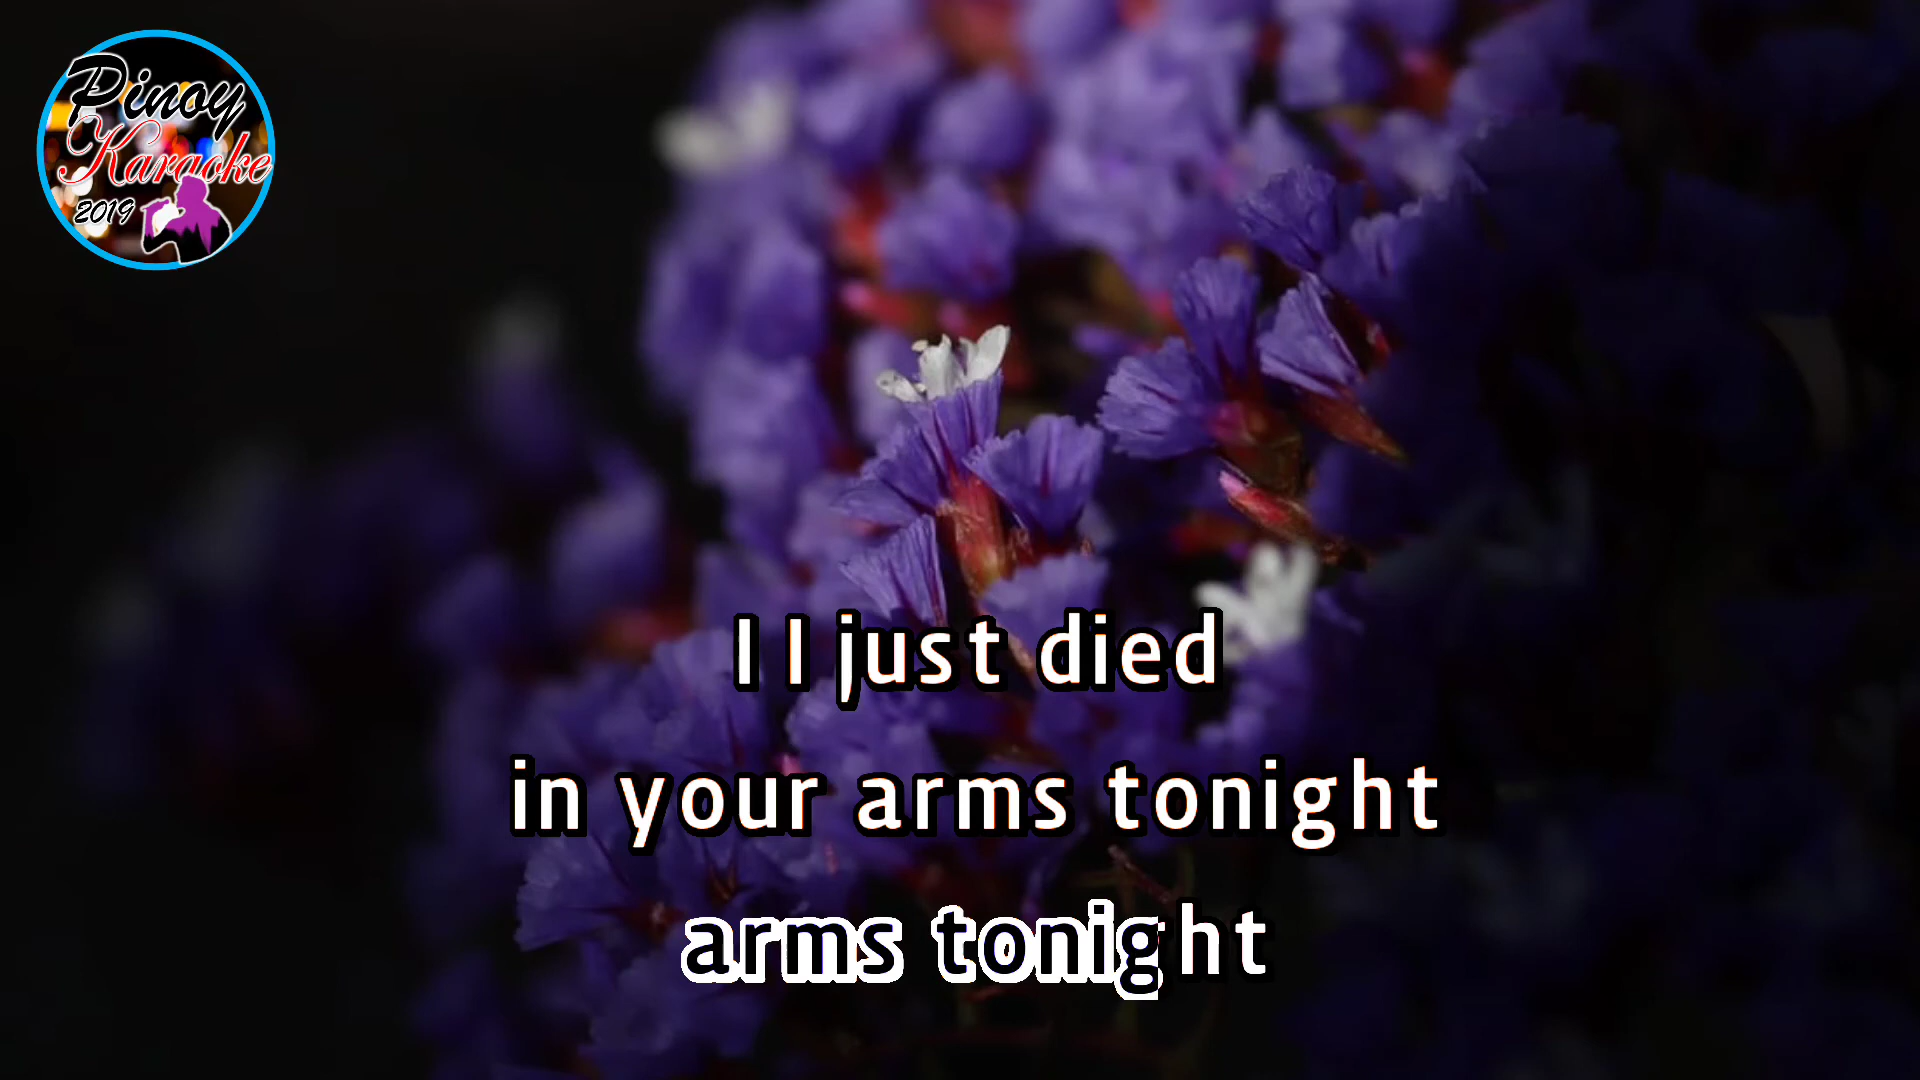 Pinoy
Karaoke
2019
I I just died
in your arms tonight
arms tonight